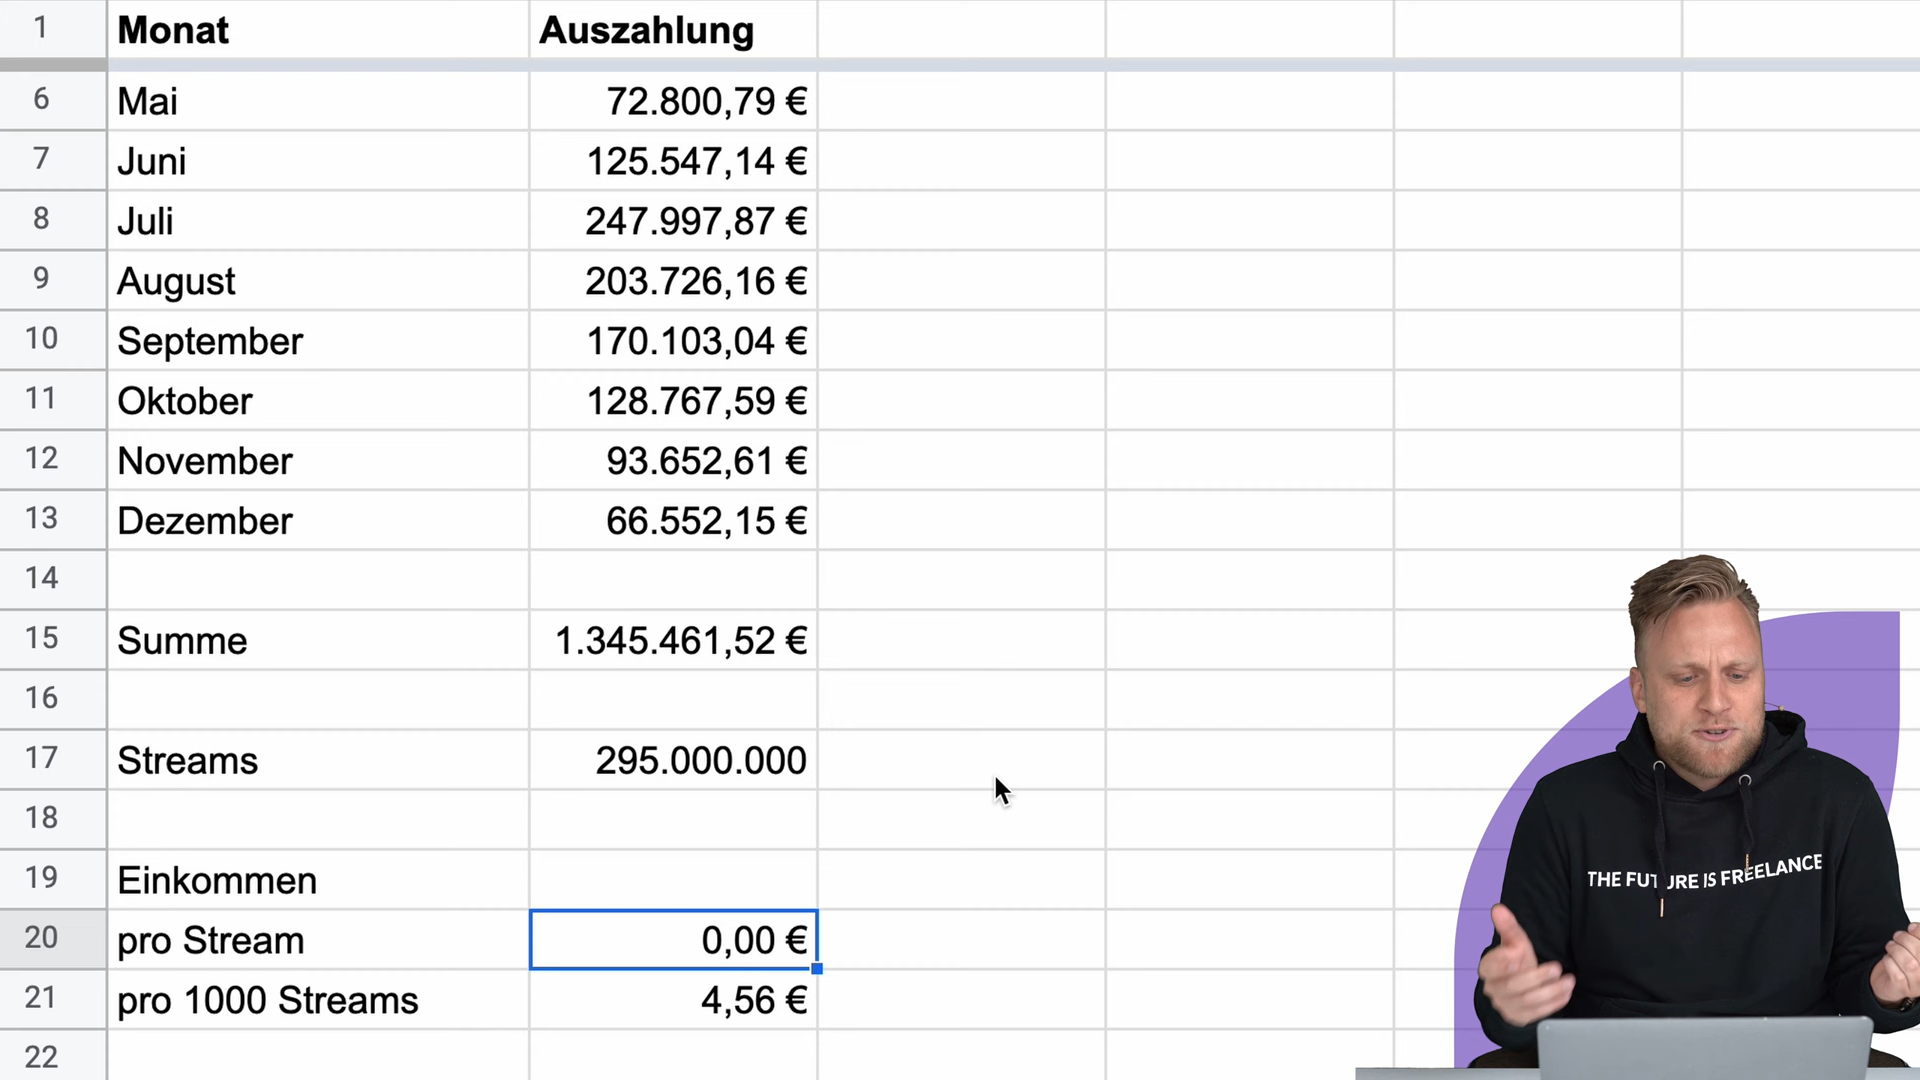 1 Monat Auszahlung
6 Mai 72.800,79 €
7 Juni 125.547,14 €
8 Juli 247.997,87 €
9 August 203.726,16 €
10 September 170.103,04 €
11 Oktober 128.767,59 €
12 November 93.652,61 €
13 Dezember 66.552,15 €
14
15 Summe 1.345.461,52 €
16
17 Streams 295.000.000
18
19 Einkommen
20 pro Stream 0,00 €
21 pro 1000 Streams 4,56 €
22
THE FUTURE IS FREELANCE